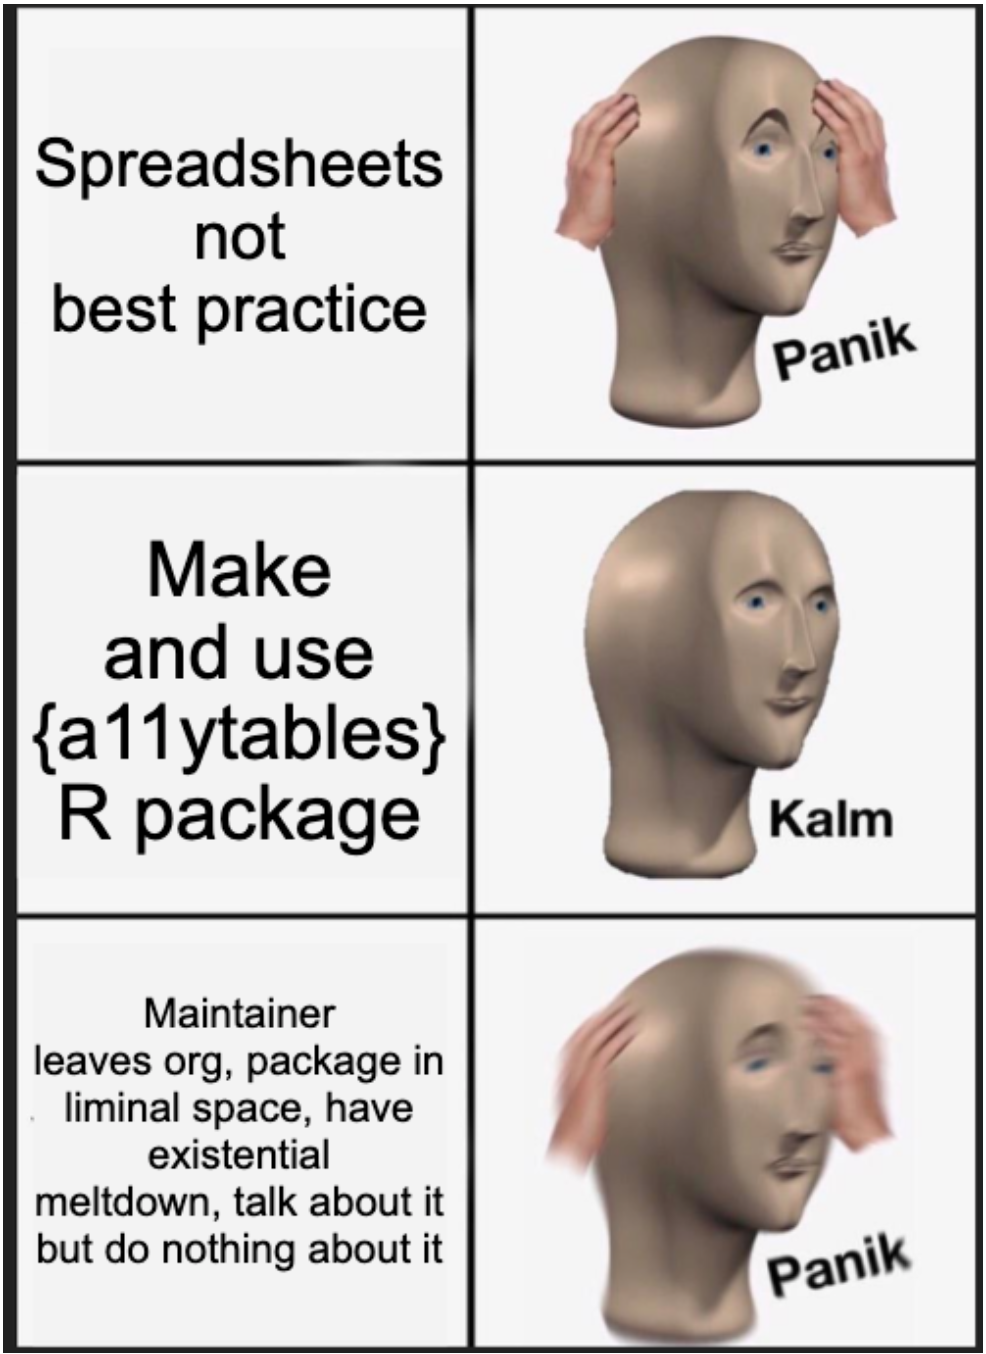 Spreadsheets
not
best practice
Panik
Make
and use
{a11ytables}
R package
Kalm
Maintainer
leaves org, package in
liminal space, have
existential
meltdown, talk about it
but do nothing about it
Panik